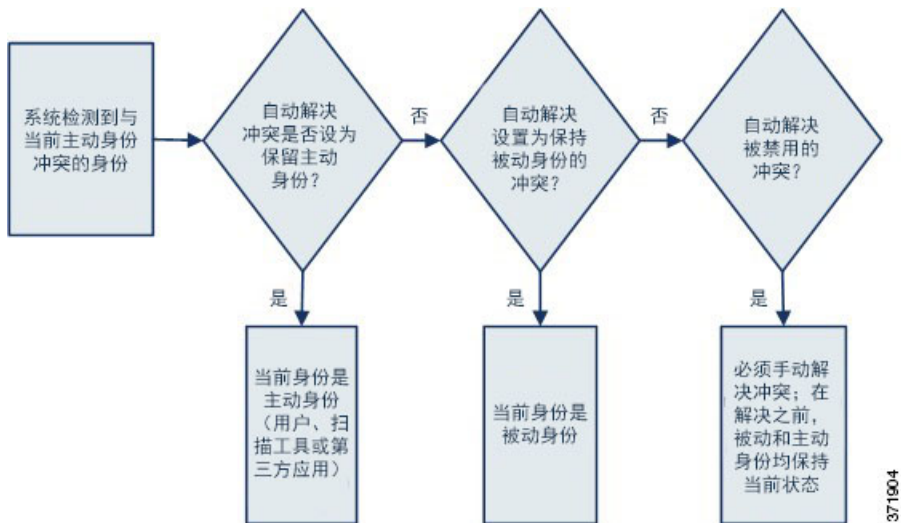 系统检测到与
当前主动身份
冲突的身份
自动解决
冲突是否设为
保留主动
身份？
否
自动解决
设置为保持
被动身份的
冲突？
否
自动解决
被禁用的
冲突？
是
是
是
当前身份是
主动身份
（用户、扫
描工具或第
三方应用）
当前身份是
被动身份
必须手动解
决冲突；在
解决之前，
被动和主动
身份均保持
当前状态
371904